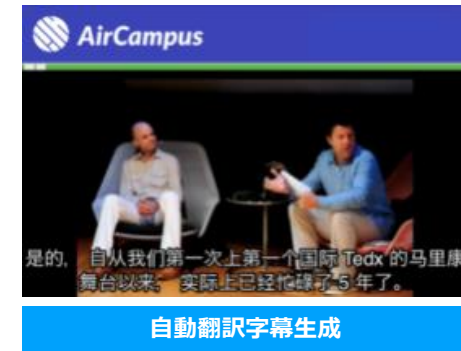 AirCampus
是的, 自从我们第一次上第一个国际 Tedx 的马里康
舞台以来, 实际上已经忙碌了 5 年了。
自動翻訳字幕生成